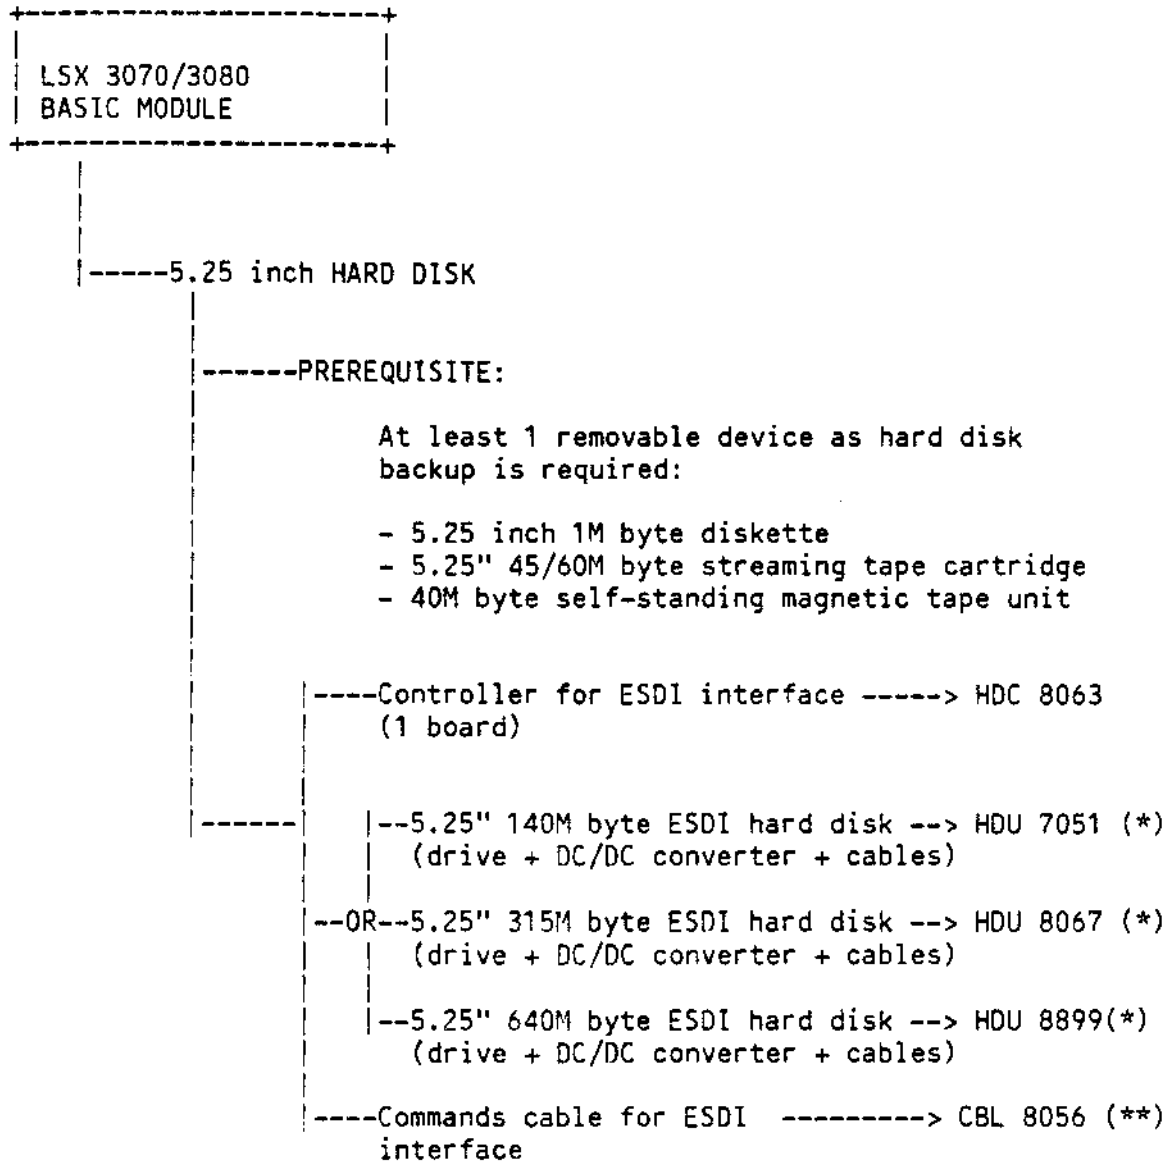 LSX 3070/3080
BASIC MODULE
5.25 inch HARD DISK
PREREQUISITE:
At least 1 removable device as hard disk
backup is required:
- 5.25 inch 1M byte diskette
- 5.25" 45/60M byte streaming tape cartridge
- 40M byte self-standing magnetic tape unit
Controller for ESDI interface -----> HDC 8063
(1 board)
5.25" 140M byte ESDI hard disk --> HDU 7051 (*)
(drive + DC/DC converter + cables)
OR--5.25" 315M byte ESDI hard disk --> HDU 8067 (*)
(drive + DC/DC converter + cables)
5.25" 640M byte ESDI hard disk --> HDU 8899(*)
(drive + DC/DC converter + cables)
Commands cable for ESDI ---------> CBL 8056 (**)
interface